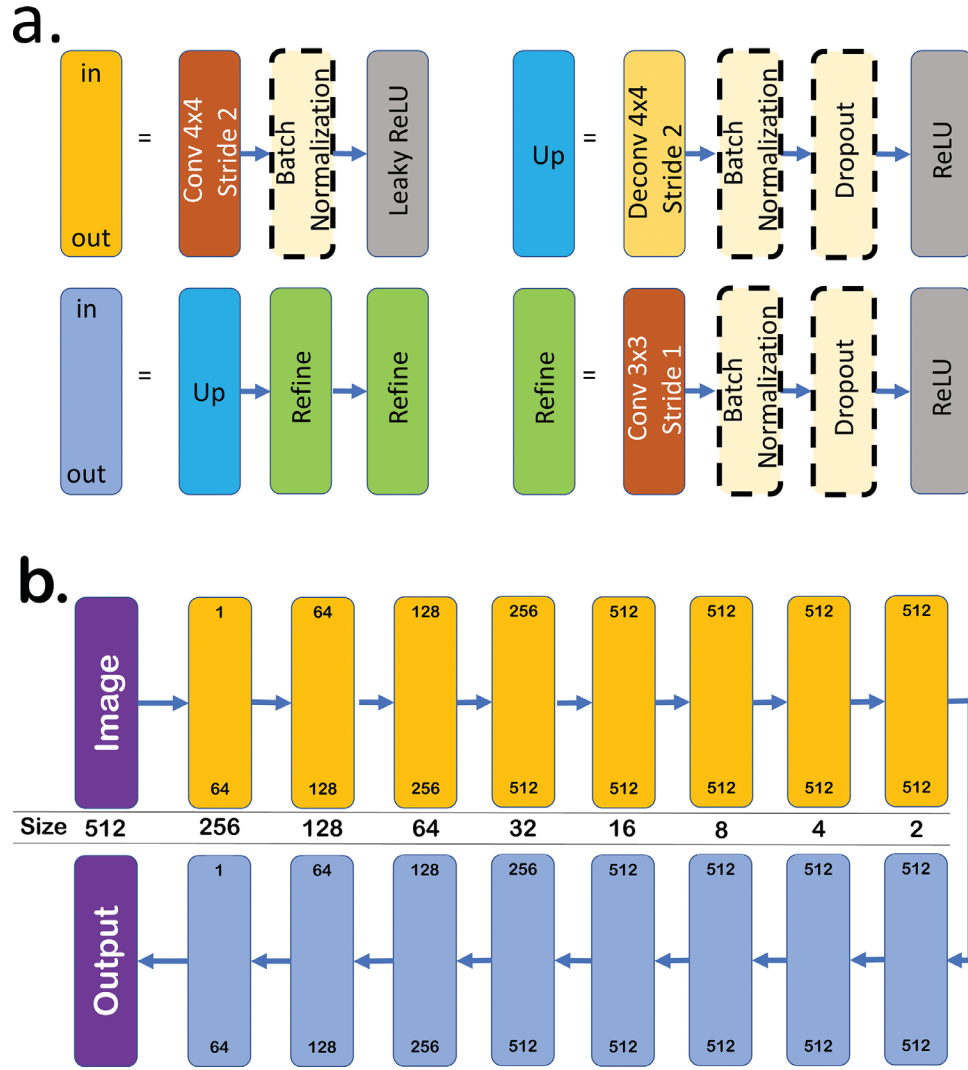 a.
in
out
=
Conv 4x4
Stride 2
Batch
Normalization
Leaky ReLU
Up
=
Deconv 4x4
Stride 2
Batch
Normalization
Dropout
ReLU
in
out
=
Up
Refine
Refine
Refine
=
Conv 3x3
Stride 1
Batch
Normalization
Dropout
ReLU
b.
Image
1 64 128 256 512 512 512 512
64 128 256 512 512 512 512 512
Size 512 256 128 64 32 16 8 4 2
Output
1 64 128 256 512 512 512 512
64 128 256 512 512 512 512 512